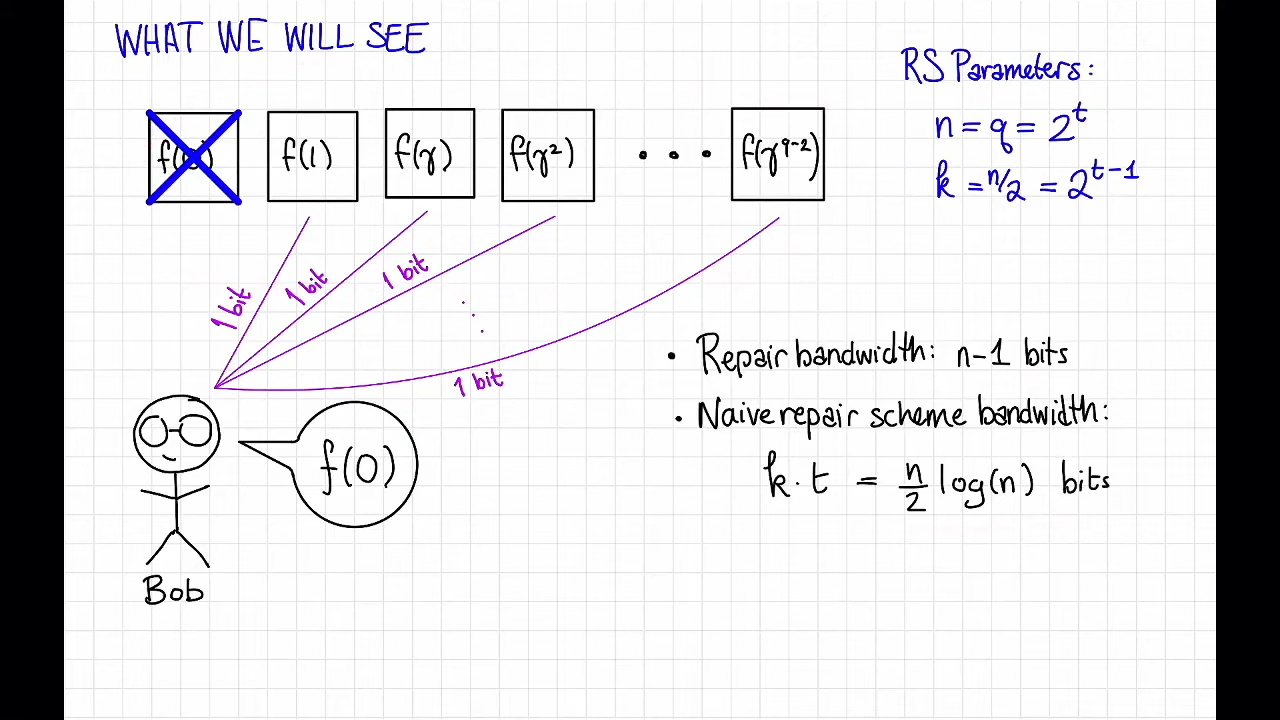 WHAT WE WILL SEE
RS Parameters:
n = q = 2^t
k = n/2 = 2^{t-1}
f(0) f(1) f(γ) f(γ²) ... f(γ^{q-2})
1 bit 1 bit 1 bit
1 bit
• Repair bandwidth: n-1 bits
• Naive repair scheme bandwidth:
k·t = n/2 log(n) bits
f(0)
Bob